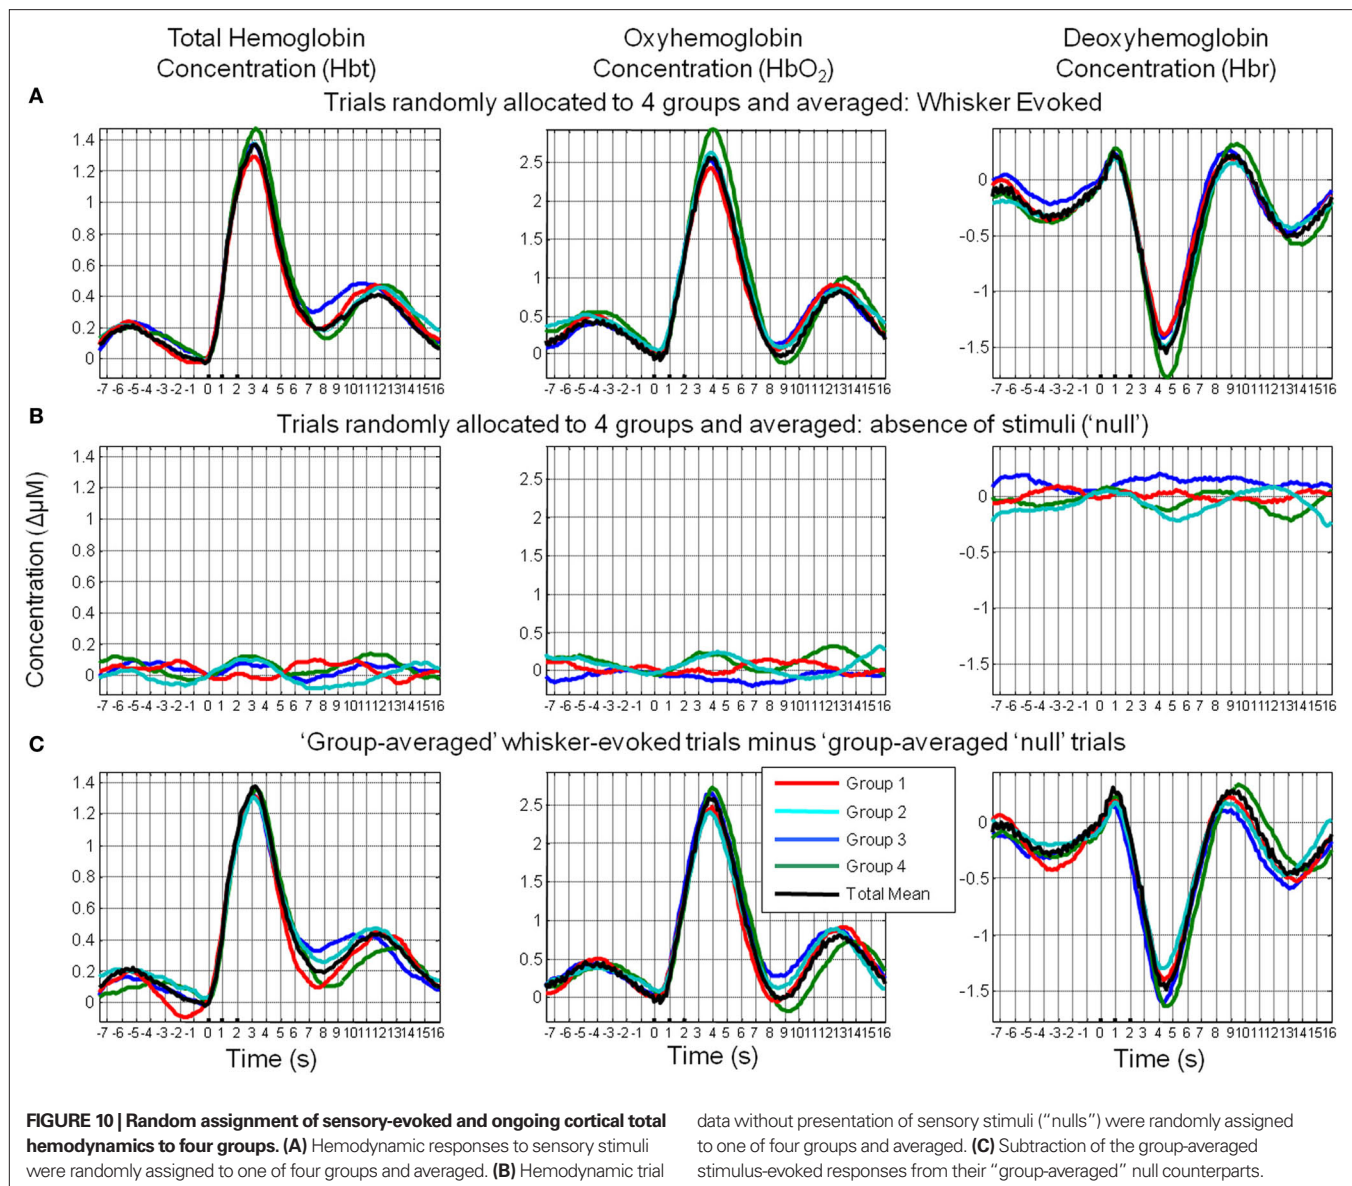 Total Hemoglobin
Concentration (Hbt)
Oxyhemoglobin
Concentration (HbO2)
Deoxyhemoglobin
Concentration (Hbr)
A
Trials randomly allocated to 4 groups and averaged: Whisker Evoked
1.4
1.2
1
0.8
0.6
0.4
0.2
0
-7 -6 -5 -4 -3 -2 -1 0 1 2 3 4 5 6 7 8 9 10 11 12 13 14 15 16
2.5
2
1.5
1
0.5
0
-7 -6 -5 -4 -3 -2 -1 0 1 2 3 4 5 6 7 8 9 10 11 12 13 14 15 16
0
-0.5
-1
-1.5
-7 -6 -5 -4 -3 -2 -1 0 1 2 3 4 5 6 7 8 9 10 11 12 13 14 15 16
B
Trials randomly allocated to 4 groups and averaged: absence of stimuli ('null')
Concentration (ΔμM)
1.4
1.2
1
0.8
0.6
0.4
0.2
0
-7 -6 -5 -4 -3 -2 -1 0 1 2 3 4 5 6 7 8 9 10 11 12 13 14 15 16
2.5
2
1.5
1
0.5
0
-7 -6 -5 -4 -3 -2 -1 0 1 2 3 4 5 6 7 8 9 10 11 12 13 14 15 16
0
-0.5
-1
-1.5
-7 -6 -5 -4 -3 -2 -1 0 1 2 3 4 5 6 7 8 9 10 11 12 13 14 15 16
C
'Group-averaged' whisker-evoked trials minus 'group-averaged 'null' trials
1.4
1.2
1
0.8
0.6
0.4
0.2
0
-7 -6 -5 -4 -3 -2 -1 0 1 2 3 4 5 6 7 8 9 10 11 12 13 14 15 16
Time (s)
2.5
2
1.5
1
0.5
0
-7 -6 -5 -4 -3 -2 -1 0 1 2 3 4 5 6 7 8 9 10 11 12 13 14 15 16
Time (s)
Group 1
Group 2
Group 3
Group 4
Total Mean
0
-0.5
-1
-1.5
-7 -6 -5 -4 -3 -2 -1 0 1 2 3 4 5 6 7 8 9 10 11 12 13 14 15 16
Time (s)
FIGURE 10 | Random assignment of sensory-evoked and ongoing cortical total
hemodynamics to four groups. (A) Hemodynamic responses to sensory stimuli
were randomly assigned to one of four groups and averaged. (B) Hemodynamic trial
data without presentation of sensory stimuli ("nulls") were randomly assigned
to one of four groups and averaged. (C) Subtraction of the group-averaged
stimulus-evoked responses from their "group-averaged" null counterparts.